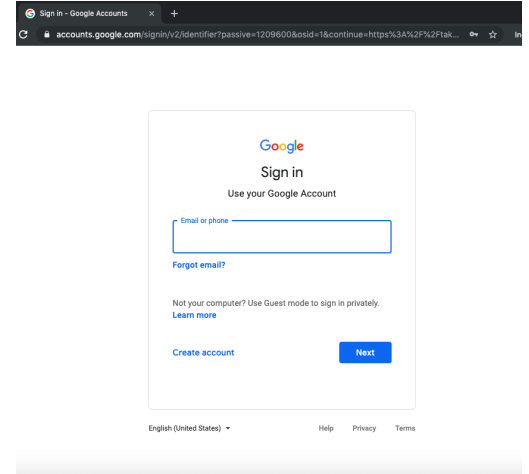 Sign in - Google Accounts
accounts.google.com/signin/v2/identifier?passive=1209600&osid=1&continue=https%3A%2F%2Ftak...
Google
Sign in
Use your Google Account
Email or phone
Forgot email?
Not your computer? Use Guest mode to sign in privately.
Learn more
Create account
Next
English (United States)
Help Privacy Terms